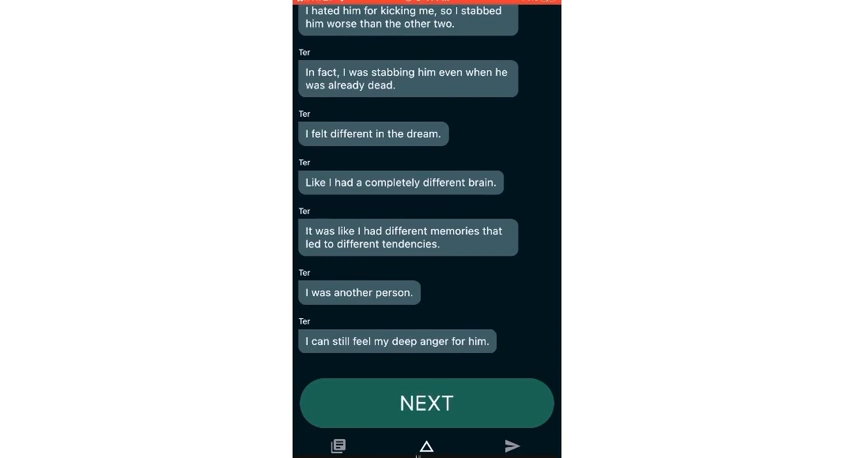 I hated him for kicking me, so I stabbed
him worse than the other two.
Ter
In fact, I was stabbing him even when he
was already dead.
Ter
I felt different in the dream.
Ter
Like I had a completely different brain.
Ter
It was like I had different memories that
led to different tendencies.
Ter
I was another person.
Ter
I can still feel my deep anger for him.
NEXT